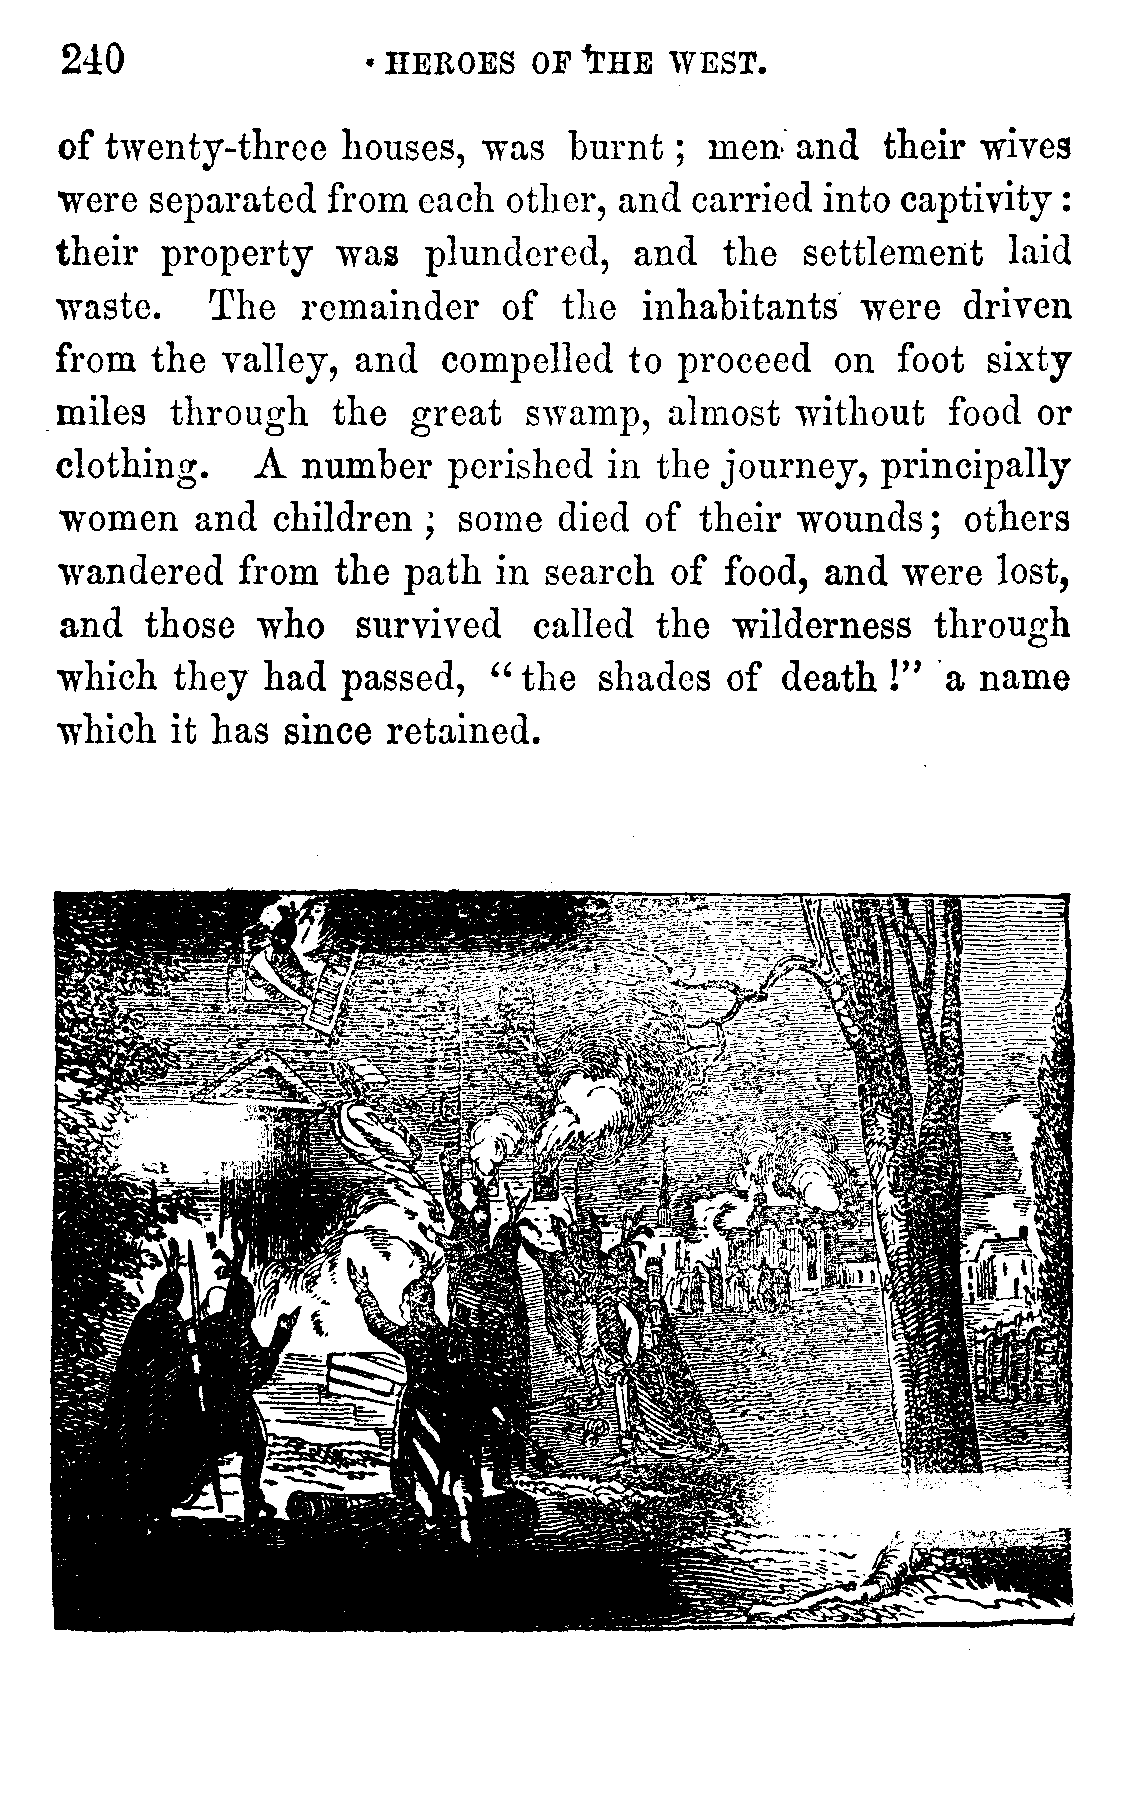 240 HEROES OF THE WEST.
of twenty-three houses, was burnt ; men and their wives
were separated from each other, and carried into captivity :
their property was plundered, and the settlement laid
waste. The remainder of the inhabitants were driven
from the valley, and compelled to proceed on foot sixty
miles through the great swamp, almost without food or
clothing. A number perished in the journey, principally
women and children ; some died of their wounds ; others
wandered from the path in search of food, and were lost,
and those who survived called the wilderness through
which they had passed, “ the shades of death !” a name
which it has since retained.